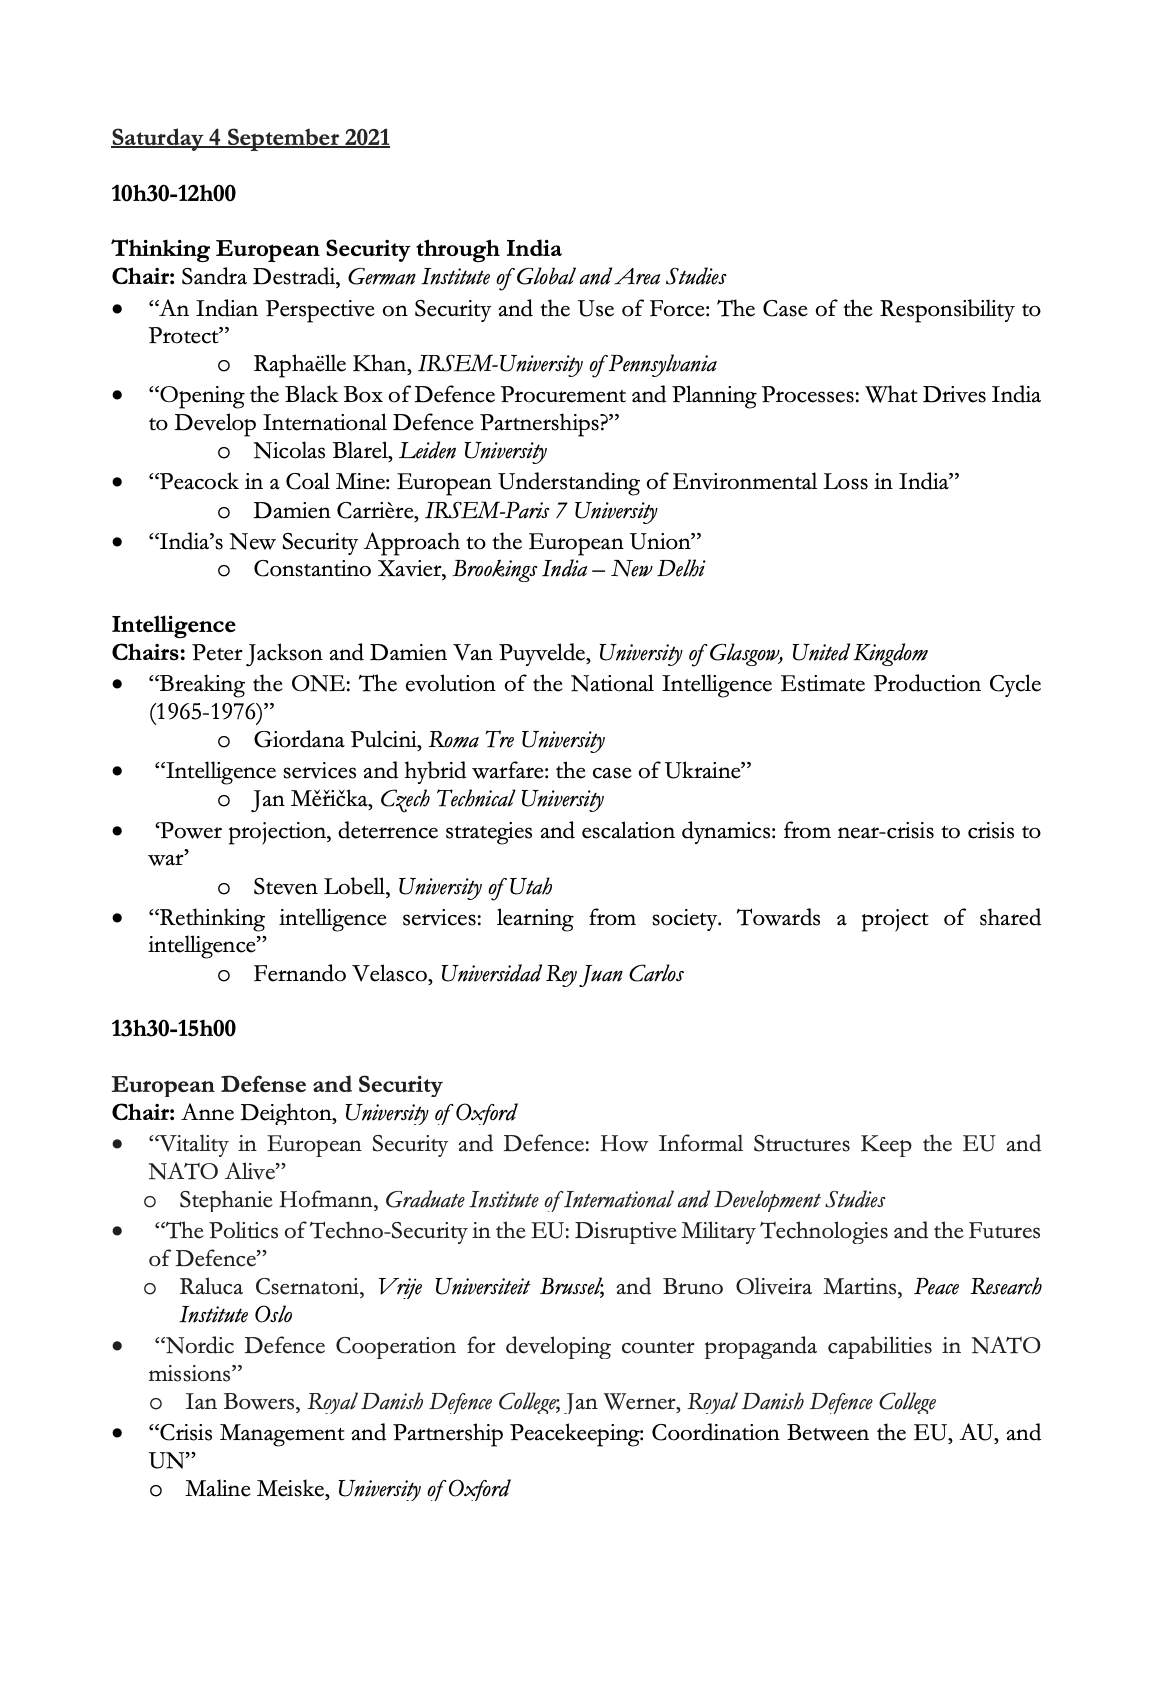 Saturday 4 September 2021
10h30-12h00
Thinking European Security through India
Chair: Sandra Destradi, German Institute of Global and Area Studies
• “An Indian Perspective on Security and the Use of Force: The Case of the Responsibility to
Protect”
o Raphaëlle Khan, IRSEM-University of Pennsylvania
• “Opening the Black Box of Defence Procurement and Planning Processes: What Drives India
to Develop International Defence Partnerships?”
o Nicolas Blarel, Leiden University
• “Peacock in a Coal Mine: European Understanding of Environmental Loss in India”
o Damien Carrière, IRSEM-Paris 7 University
• “India’s New Security Approach to the European Union”
o Constantino Xavier, Brookings India – New Delhi
Intelligence
Chairs: Peter Jackson and Damien Van Puyvelde, University of Glasgow, United Kingdom
• “Breaking the ONE: The evolution of the National Intelligence Estimate Production Cycle
(1965-1976)”
o Giordana Pulcini, Roma Tre University
• “Intelligence services and hybrid warfare: the case of Ukraine”
o Jan Měřička, Czech Technical University
• ‘Power projection, deterrence strategies and escalation dynamics: from near-crisis to crisis to
war’
o Steven Lobell, University of Utah
• “Rethinking intelligence services: learning from society. Towards a project of shared
intelligence”
o Fernando Velasco, Universidad Rey Juan Carlos
13h30-15h00
European Defense and Security
Chair: Anne Deighton, University of Oxford
• “Vitality in European Security and Defence: How Informal Structures Keep the EU and
NATO Alive”
o Stephanie Hofmann, Graduate Institute of International and Development Studies
• “The Politics of Techno-Security in the EU: Disruptive Military Technologies and the Futures
of Defence”
o Raluca Csernatoni, Vrije Universiteit Brussel; and Bruno Oliveira Martins, Peace Research
Institute Oslo
• “Nordic Defence Cooperation for developing counter propaganda capabilities in NATO
missions”
o Ian Bowers, Royal Danish Defence College; Jan Werner, Royal Danish Defence College
• “Crisis Management and Partnership Peacekeeping: Coordination Between the EU, AU, and
UN”
o Maline Meiske, University of Oxford